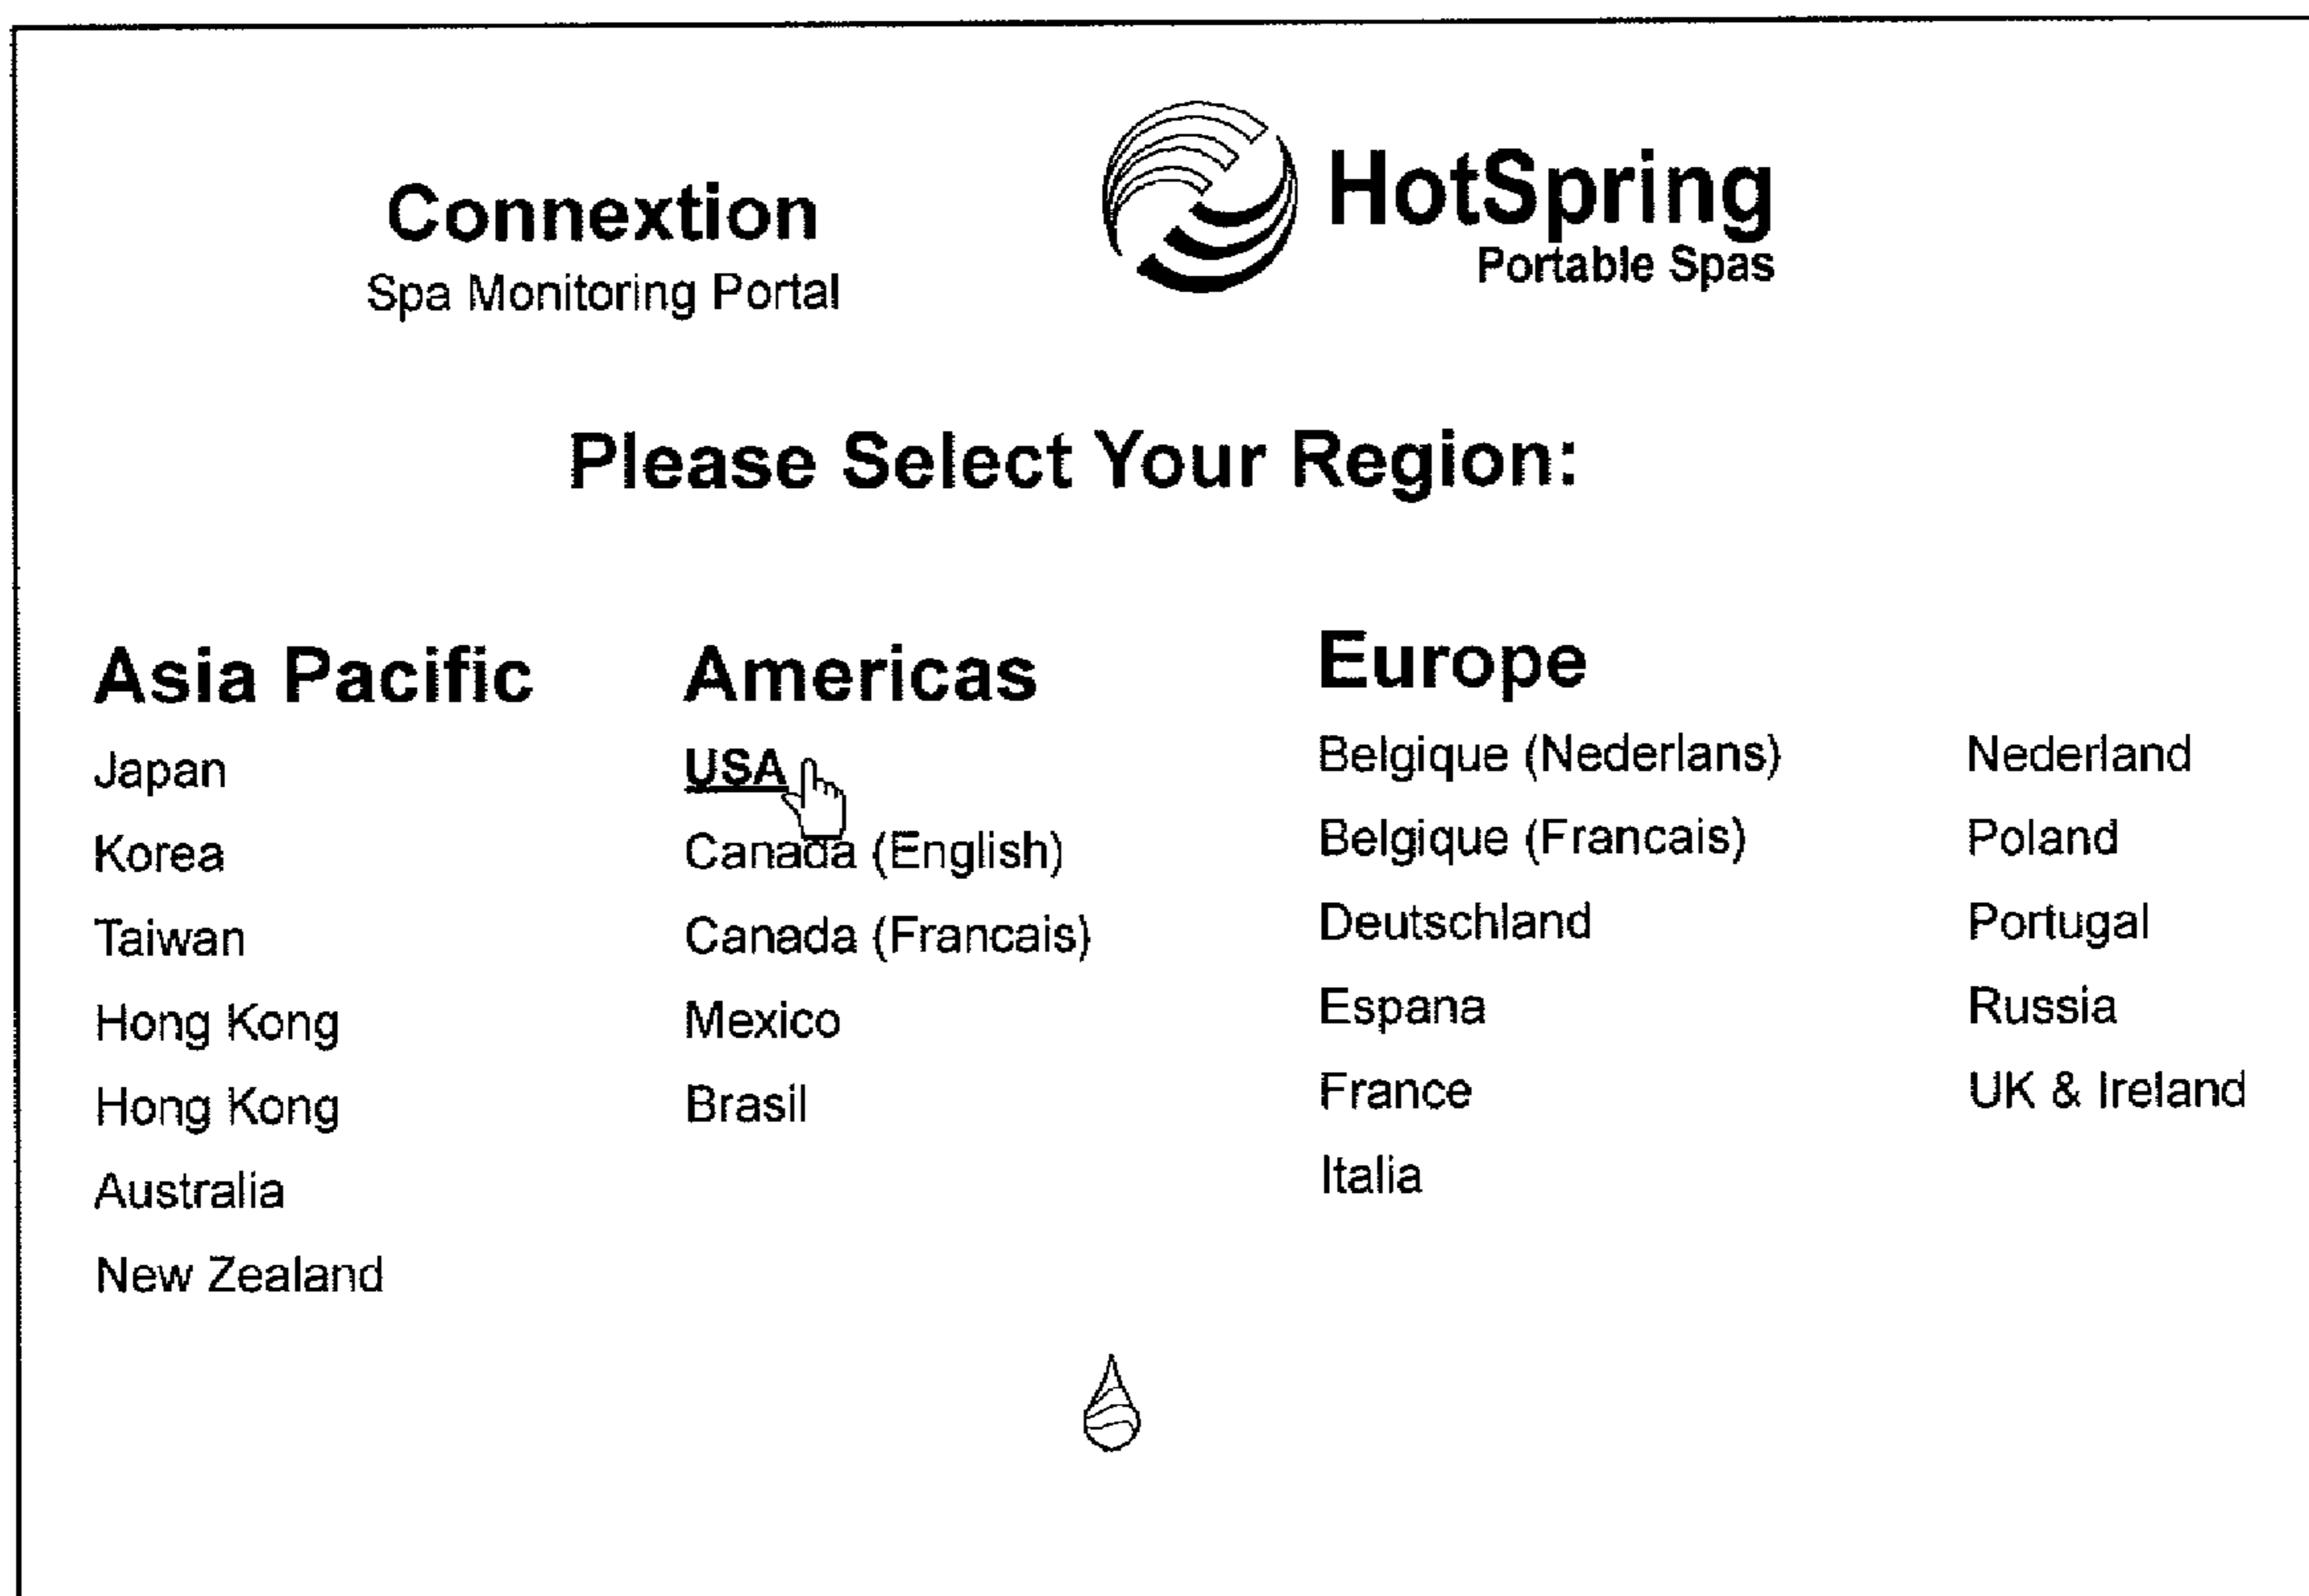 Connextion
Spa Monitoring Portal
HotSpring
Portable Spas
Please Select Your Region:
Asia Pacific
Japan
Korea
Taiwan
Hong Kong
Hong Kong
Australia
New Zealand
Americas
USA
Canada (English)
Canada (Francais)
Mexico
Brasil
Europe
Belgique (Nederlans)
Belgique (Francais)
Deutschland
Espana
France
Italia
Nederland
Poland
Portugal
Russia
UK & Ireland